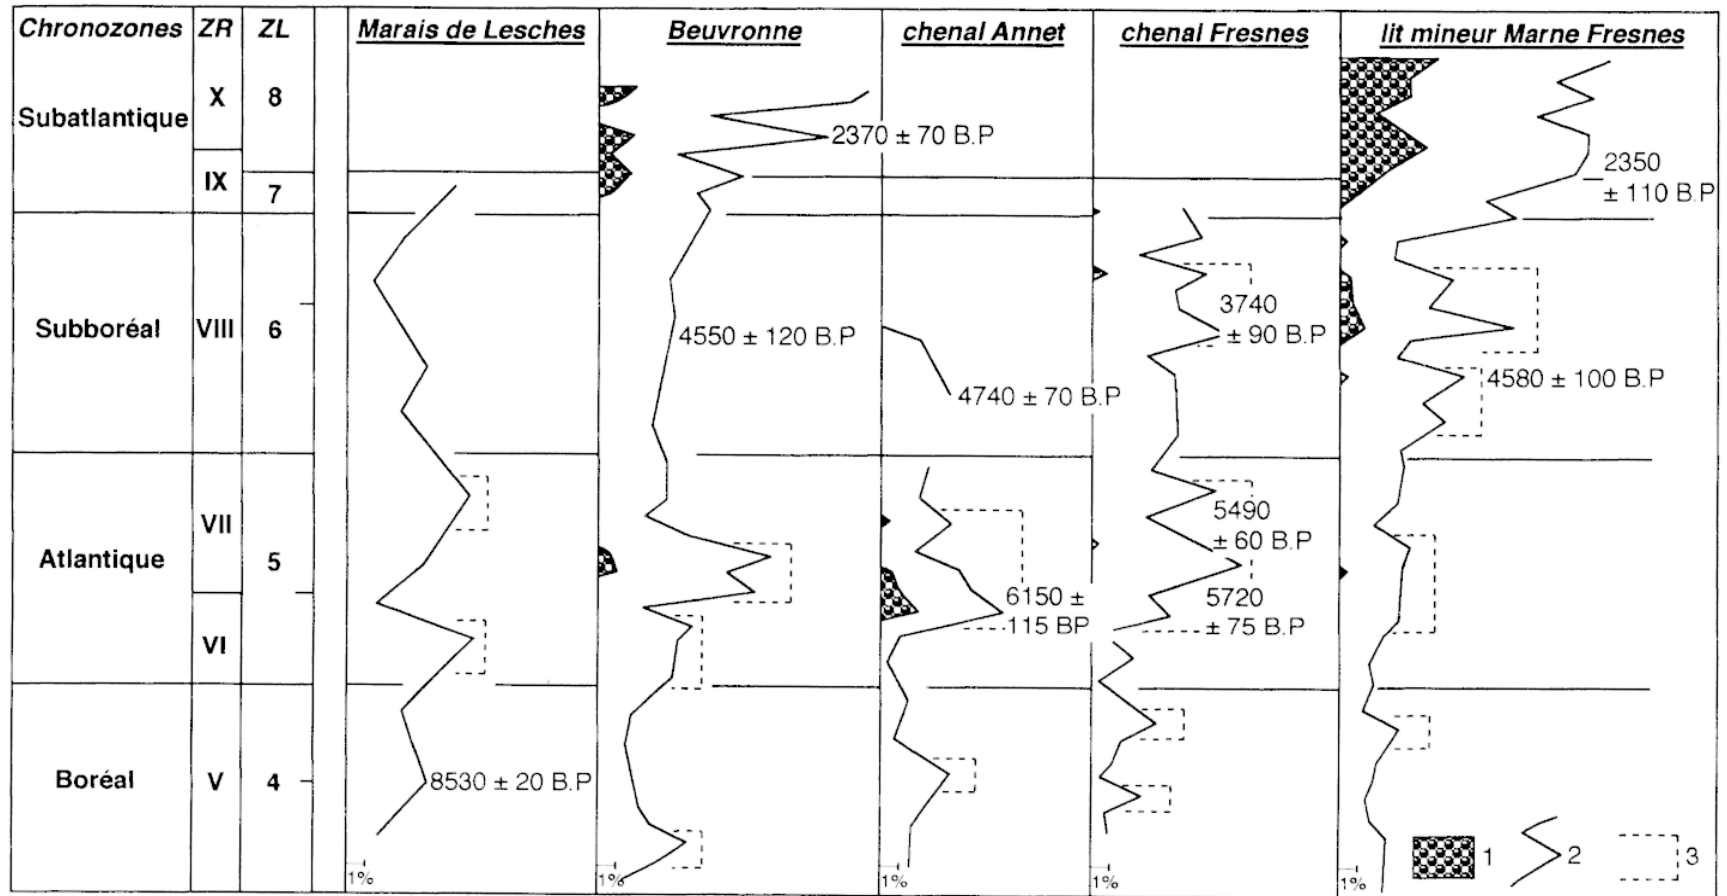 Chronozones ZR ZL Marais de Lesches Beuvronne chenal Annet chenal Fresnes lit mineur Marne Fresnes
X 8
Subatlantique
2370 ± 70 B.P
2350
± 110 B.P
IX 7
3740
± 90 B.P
Subboréal VIII 6
4550 ± 120 B.P
4740 ± 70 B.P
4580 ± 100 B.P
VII
5490
± 60 B.P
Atlantique 5
6150 ±
115 BP
5720
± 75 B.P
VI
Boréal V 4
8530 ± 20 B.P
1 2 3
1% 1% 1% 1% 1%